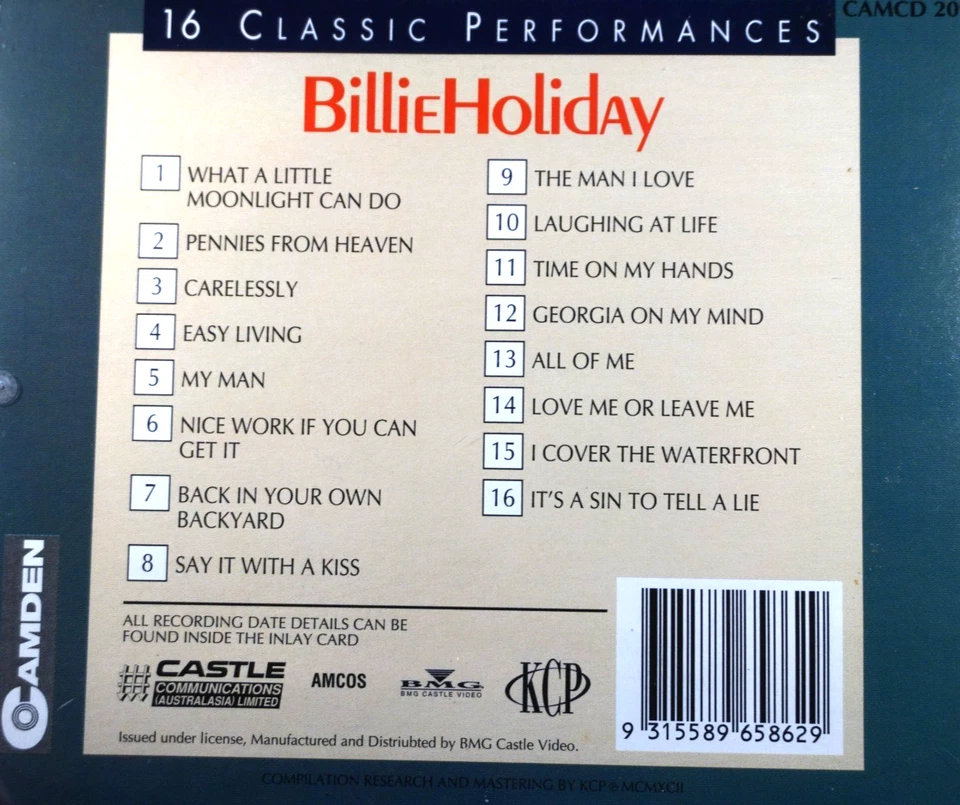 16 CLASSIC PERFORMANCES
CAMCD 20
BillieHoliday
1 WHAT A LITTLE
MOONLIGHT CAN DO
2 PENNIES FROM HEAVEN
3 CARELESSLY
4 EASY LIVING
5 MY MAN
6 NICE WORK IF YOU CAN
GET IT
7 BACK IN YOUR OWN
BACKYARD
8 SAY IT WITH A KISS
9 THE MAN I LOVE
10 LAUGHING AT LIFE
11 TIME ON MY HANDS
12 GEORGIA ON MY MIND
13 ALL OF ME
14 LOVE ME OR LEAVE ME
15 I COVER THE WATERFRONT
16 IT'S A SIN TO TELL A LIE
ALL RECORDING DATE DETAILS CAN BE
FOUND INSIDE THE INLAY CARD
CASTLE
COMMUNICATIONS
(AUSTRALASIA) LIMITED
AMCOS
BMG
BMG CASTLE VIDEO
KCP
Issued under license, Manufactured and Distriubted by BMG Castle Video.
9 315589 658629
CAMDEN
COMPILATION RESEARCH AND MASTERING BY KCP ℗ MCMXCII